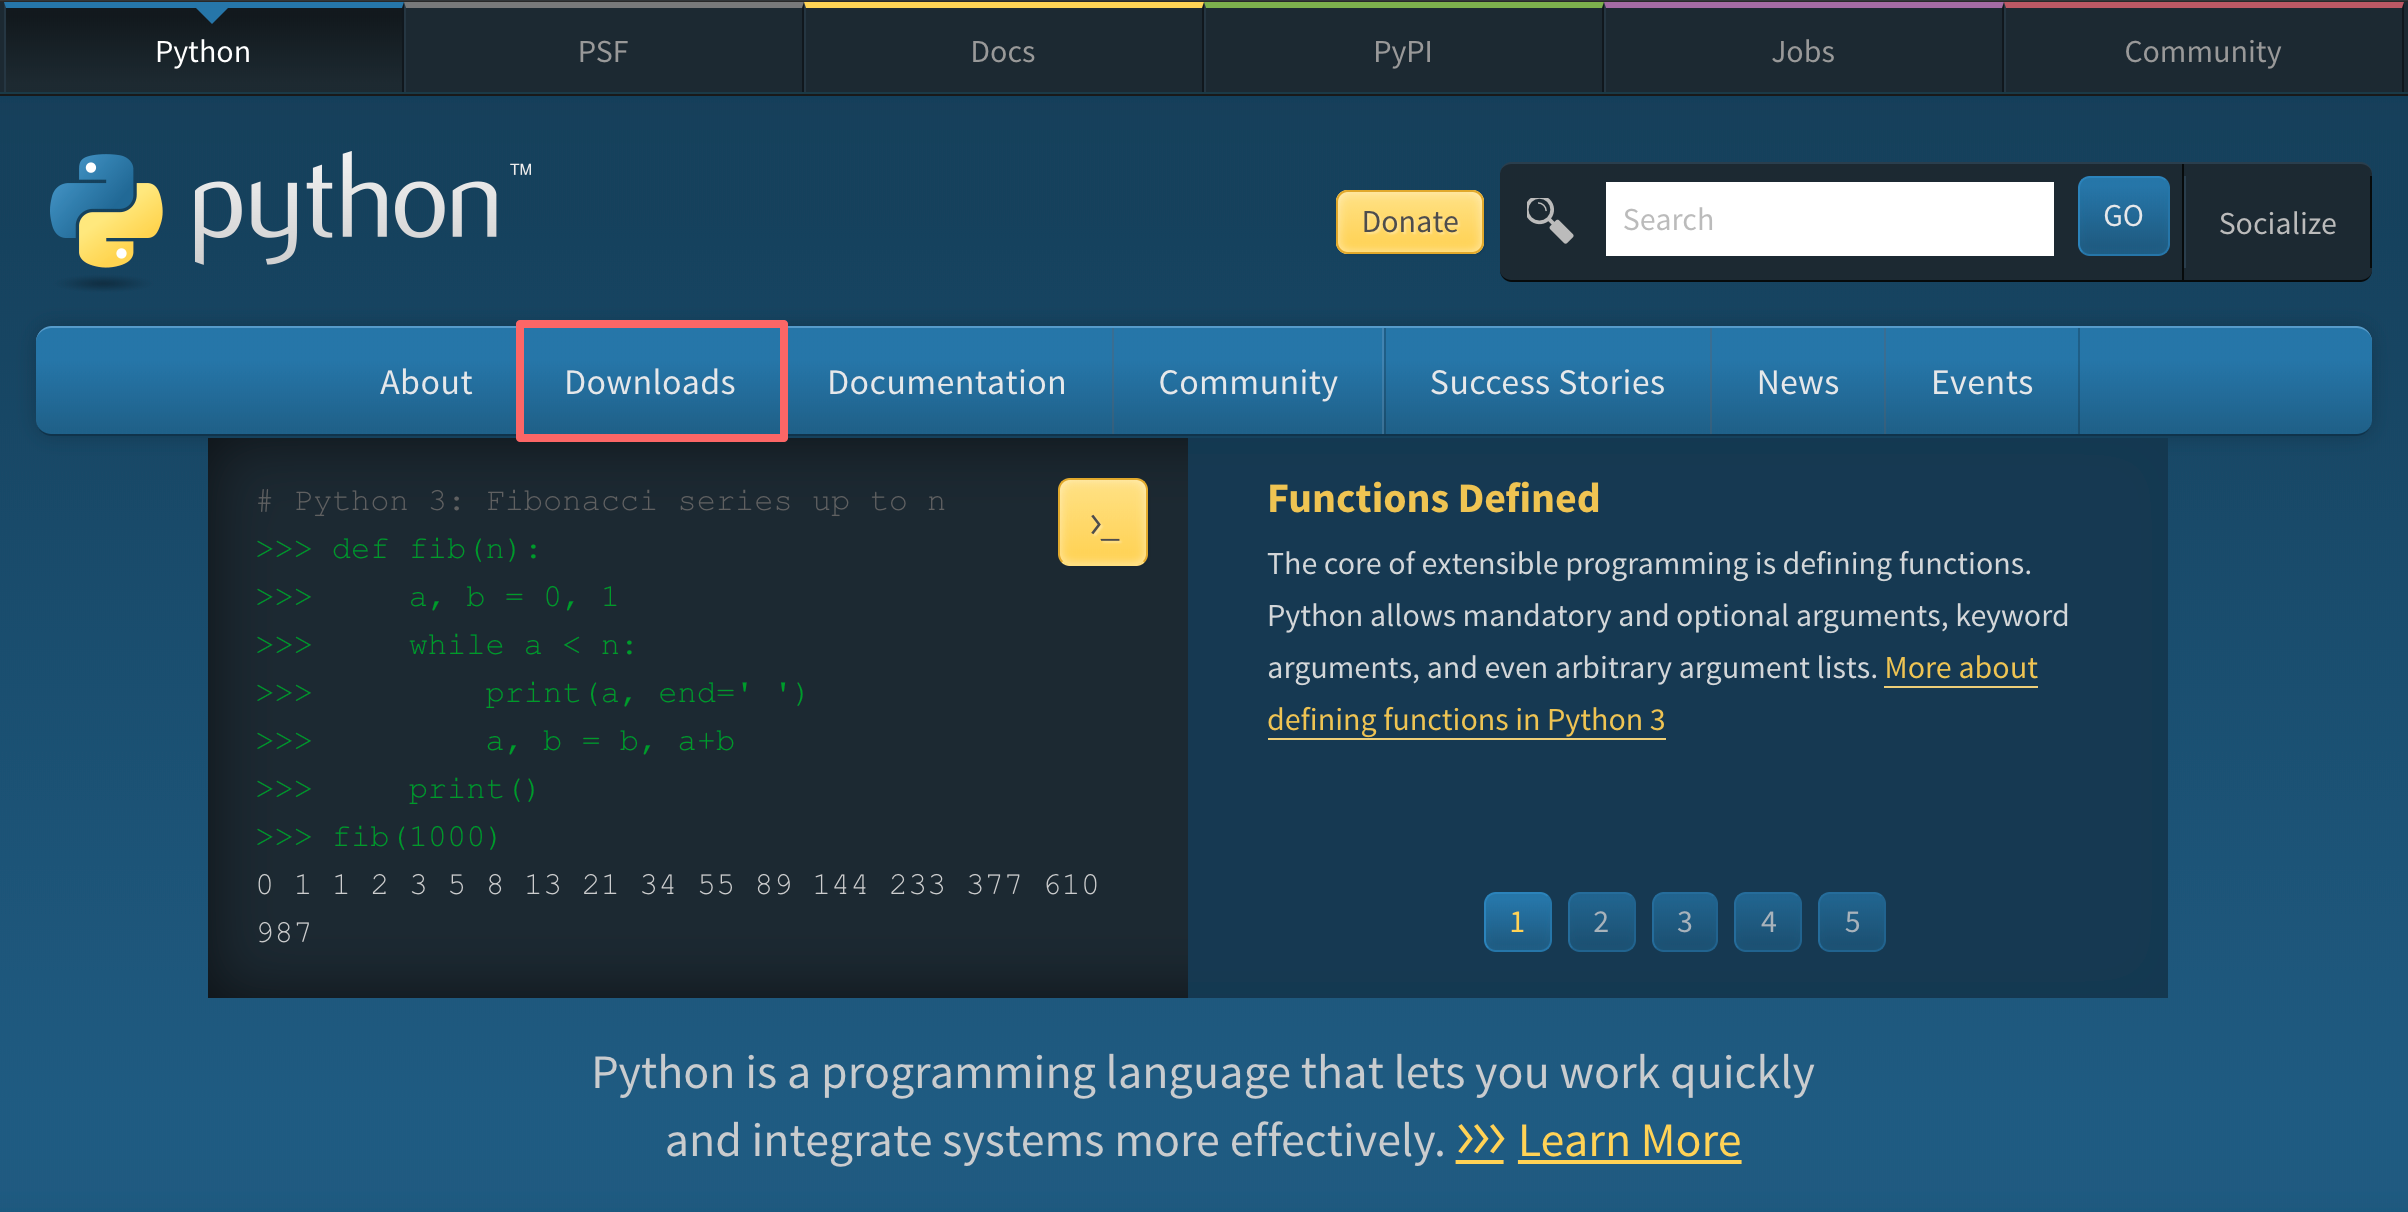 Python PSF Docs PyPI Jobs Community
python™
Donate Search GO Socialize
About Downloads Documentation Community Success Stories News Events
# Python 3: Fibonacci series up to n
>>> def fib(n):
>>>     a, b = 0, 1
>>>     while a < n:
>>>         print(a, end=' ')
>>>         a, b = b, a+b
>>>     print()
>>> fib(1000)
0 1 1 2 3 5 8 13 21 34 55 89 144 233 377 610
987
>_
Functions Defined
The core of extensible programming is defining functions.
Python allows mandatory and optional arguments, keyword
arguments, and even arbitrary argument lists. More about
defining functions in Python 3
1 2 3 4 5
Python is a programming language that lets you work quickly
and integrate systems more effectively. >>> Learn More